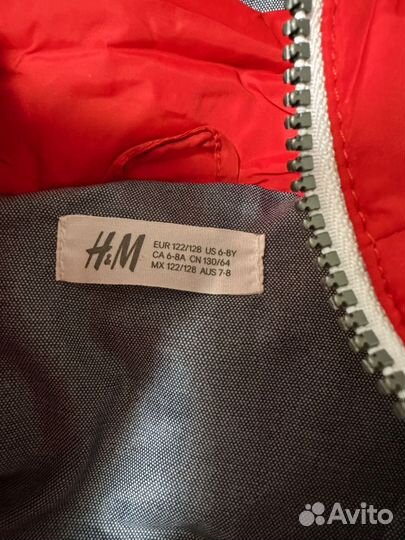 H&M
EUR 122/128 US 6-8Y
CA 6-8A CN 130/64
MX 122/128 AUS 7-8
Avito